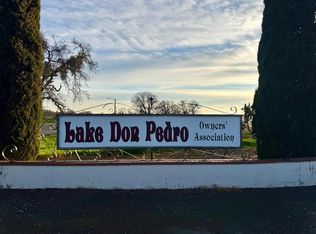 Lake Don Pedro
Owners'
Association